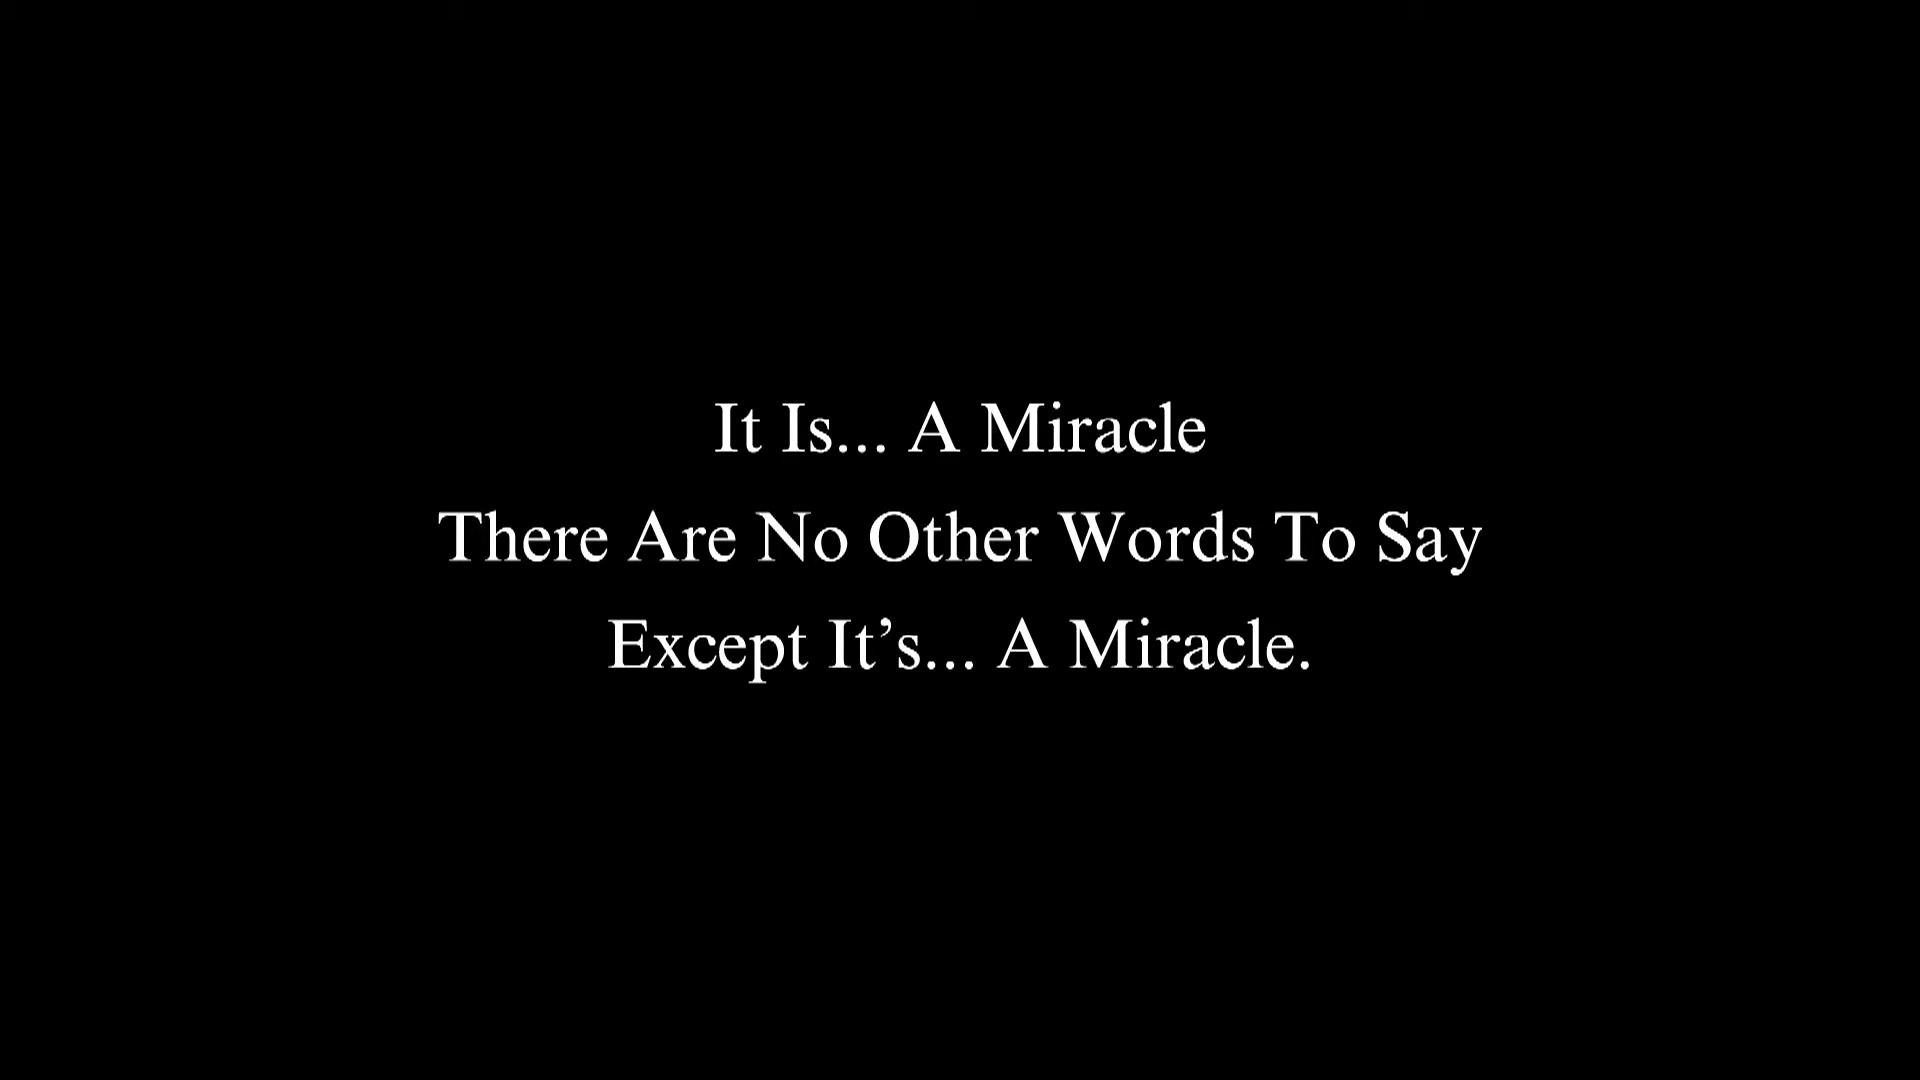 It Is... A Miracle
There Are No Other Words To Say
Except It’s... A Miracle.